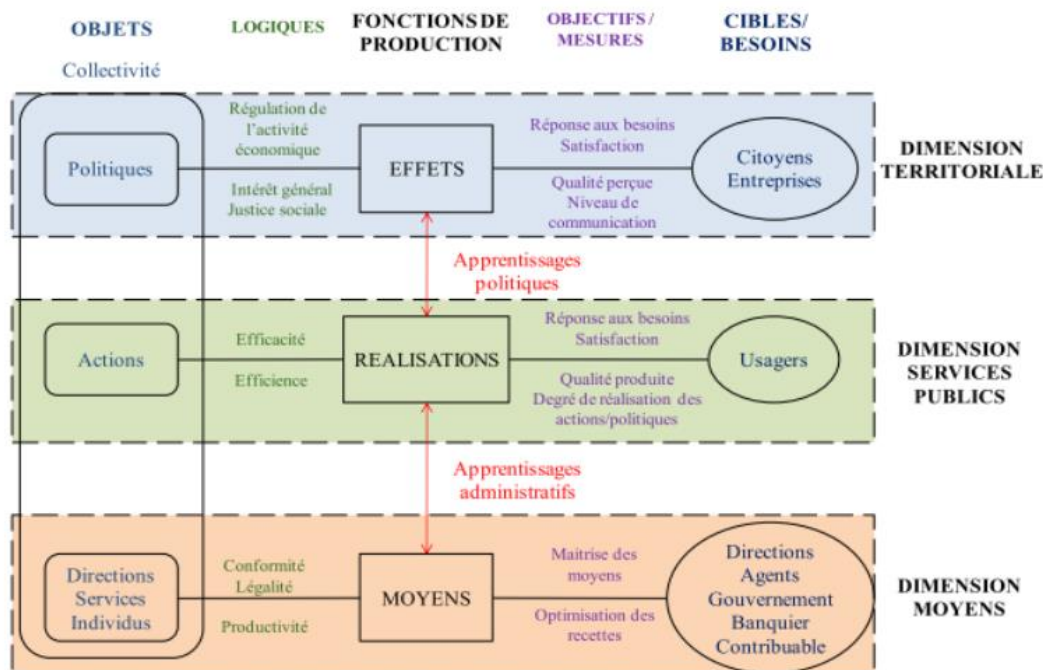 OBJETS
LOGIQUES
FONCTIONS DE
PRODUCTION
OBJECTIFS /
MESURES
CIBLES/
BESOINS
Collectivité
Politiques
Régulation de
l'activité
économique
Intérêt général
Justice sociale
EFFETS
Réponse aux besoins
Satisfaction
Qualité perçue
Niveau de
communication
Citoyens
Entreprises
DIMENSION
TERRITORIALE
Apprentissages
politiques
Actions
Efficacité
Efficience
REALISATIONS
Réponse aux besoins
Satisfaction
Qualité produite
Degré de réalisation des
actions/politiques
Usagers
DIMENSION
SERVICES
PUBLICS
Apprentissages
administratifs
Directions
Services
Individus
Conformité
Légalité
Productivité
MOYENS
Maitrise des
moyens
Optimisation des
recettes
Directions
Agents
Gouvernement
Banquier
Contribuable
DIMENSION
MOYENS